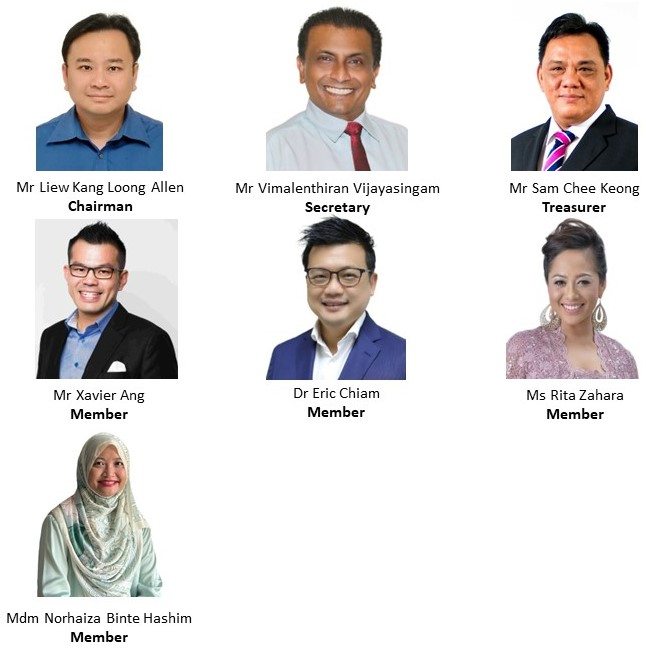 Mr Liew Kang Loong Allen
Chairman
Mr Vimalenthiran Vijayasingam
Secretary
Mr Sam Chee Keong
Treasurer
Mr Xavier Ang
Member
Dr Eric Chiam
Member
Ms Rita Zahara
Member
Mdm Norhaiza Binte Hashim
Member